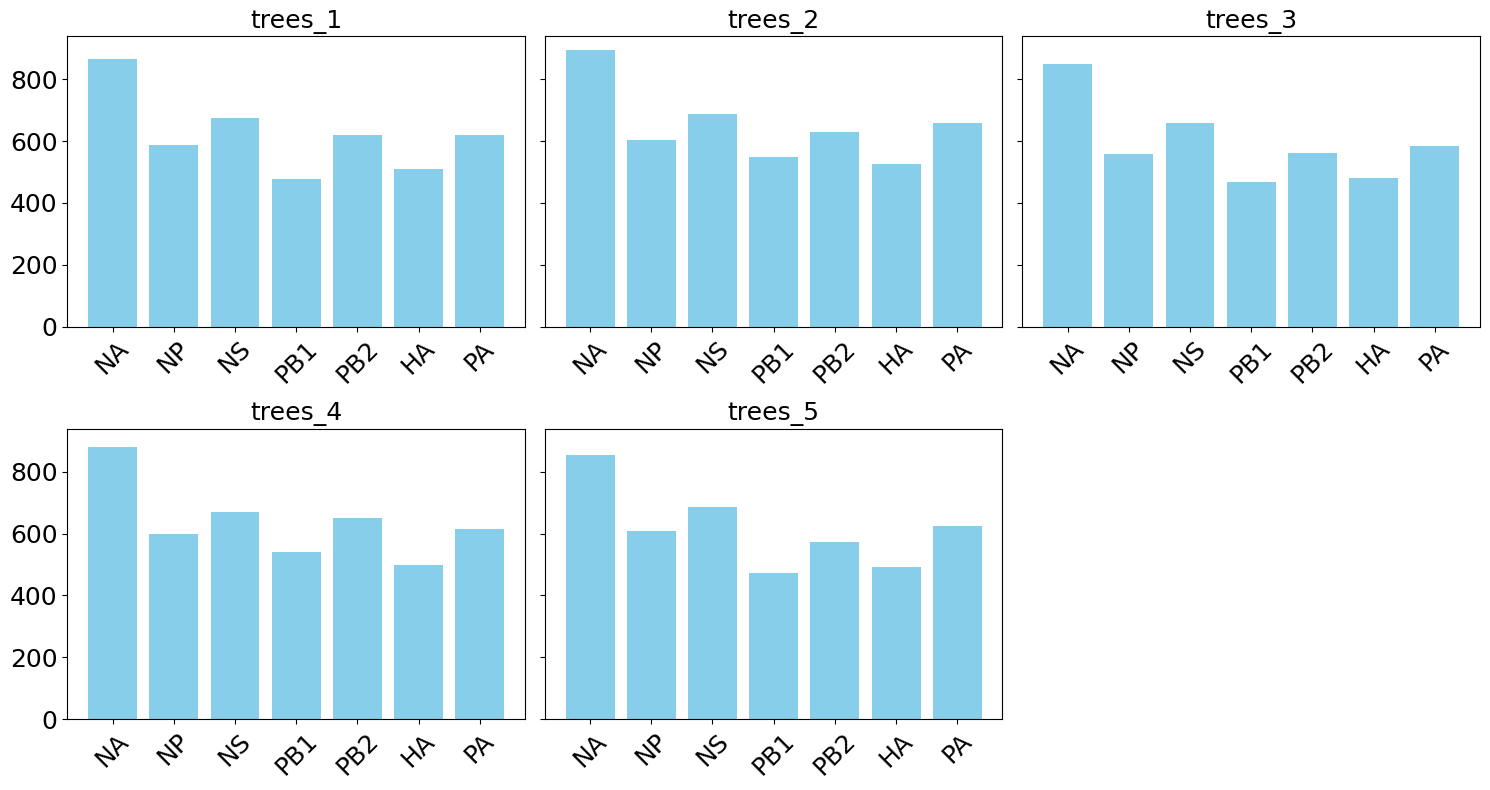 trees_1
trees_2
trees_3
800
600
400
200
0
NA NP NS PB1 PB2 HA PA
NA NP NS PB1 PB2 HA PA
NA NP NS PB1 PB2 HA PA
trees_4
trees_5
800
600
400
200
0
NA NP NS PB1 PB2 HA PA
NA NP NS PB1 PB2 HA PA